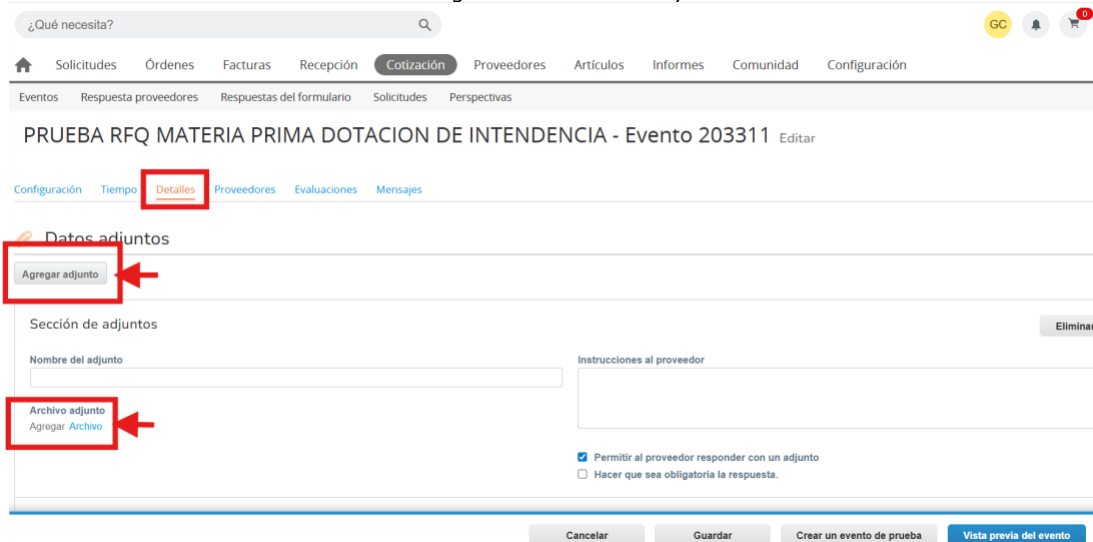 ¿Qué necesita?
GC
0
Solicitudes Órdenes Facturas Recepción Cotización Proveedores Artículos Informes Comunidad Configuración
Eventos Respuesta proveedores Respuestas del formulario Solicitudes Perspectivas
PRUEBA RFQ MATERIA PRIMA DOTACION DE INTENDENCIA - Evento 203311 Editar
Configuración Tiempo Detalles Proveedores Evaluaciones Mensajes
Datos adjuntos
Agregar adjunto
Sección de adjuntos
Eliminar
Nombre del adjunto
Instrucciones al proveedor
Archivo adjunto
Agregar Archivo
Permitir al proveedor responder con un adjunto
Hacer que sea obligatoria la respuesta.
Cancelar Guardar Crear un evento de prueba Vista previa del evento